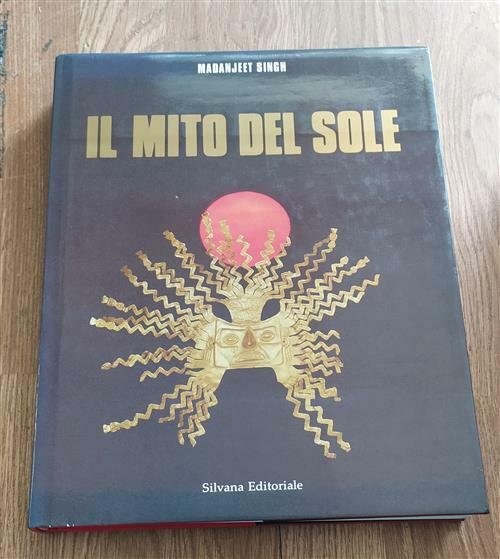 MADANJEET SINGH
IL MITO DEL SOLE
Silvana Editoriale